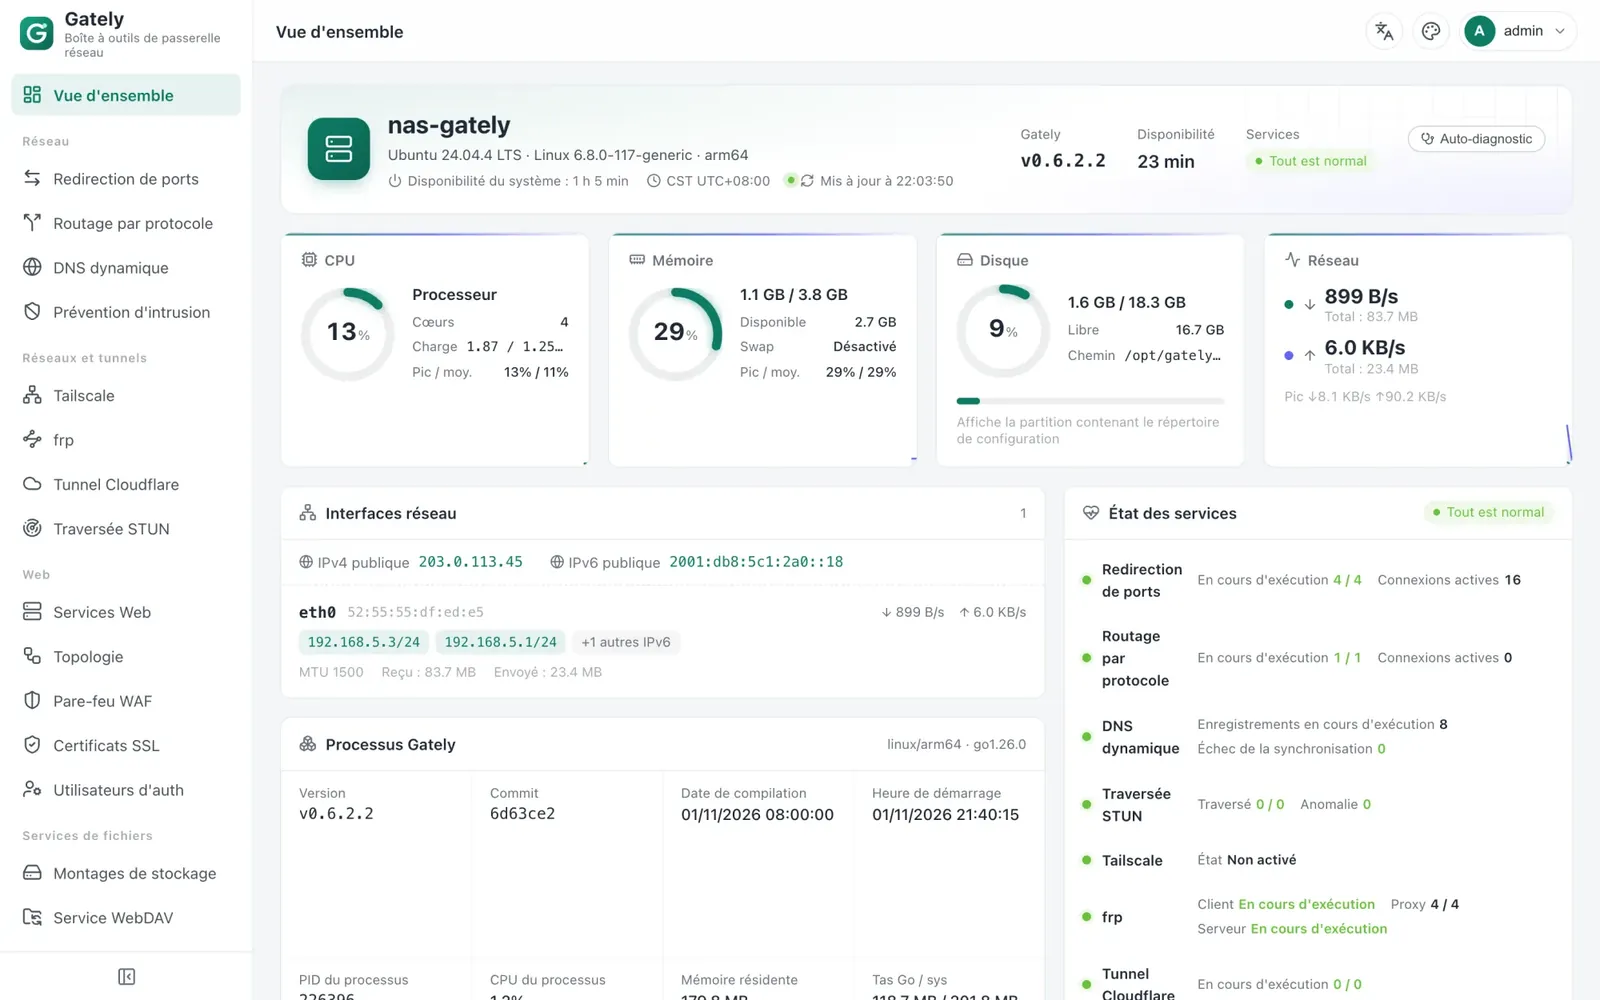 Gately
Boîte à outils de passerelle
réseau
Vue d'ensemble
Réseau
Redirection de ports
Routage par protocole
DNS dynamique
Prévention d'intrusion
Réseaux et tunnels
Tailscale
frp
Tunnel Cloudflare
Traversée STUN
Web
Services Web
Topologie
Pare-feu WAF
Certificats SSL
Utilisateurs d'auth
Services de fichiers
Montages de stockage
Service WebDAV
Vue d'ensemble
A admin
nas-gately
Ubuntu 24.04.4 LTS · Linux 6.8.0-117-generic · arm64
Disponibilité du système : 1 h 5 min CST UTC+08:00 Mis à jour à 22:03:50
Gately
v0.6.2.2
Disponibilité
23 min
Services
Tout est normal
Auto-diagnostic
CPU
13%
Processeur
Cœurs 4
Charge 1.87 / 1.25…
Pic / moy. 13% / 11%
Mémoire
29%
1.1 GB / 3.8 GB
Disponible 2.7 GB
Swap Désactivé
Pic / moy. 29% / 29%
Disque
9%
1.6 GB / 18.3 GB
Libre 16.7 GB
Chemin /opt/gately…
Affiche la partition contenant le répertoire
de configuration
Réseau
↓ 899 B/s
Total : 83.7 MB
↑ 6.0 KB/s
Total : 23.4 MB
Pic ↓8.1 KB/s ↑90.2 KB/s
Interfaces réseau 1
IPv4 publique 203.0.113.45 IPv6 publique 2001:db8:5c1:2a0::18
eth0 52:55:55:df:ed:e5 ↓ 899 B/s ↑ 6.0 KB/s
192.168.5.3/24 192.168.5.1/24 +1 autres IPv6
MTU 1500 Reçu : 83.7 MB Envoyé : 23.4 MB
Processus Gately linux/arm64 · go1.26.0
Version
v0.6.2.2
Commit
6d63ce2
Date de compilation
01/11/2026 08:00:00
Heure de démarrage
01/11/2026 21:40:15
PID du processus
226396
CPU du processus
1.2%
Mémoire résidente
170.8 MB
Tas Go / sys
118.7 MB / 201.8 MB
État des services Tout est normal
Redirection
de ports
En cours d'exécution 4 / 4 Connexions actives 16
Routage
par
protocole
En cours d'exécution 1 / 1 Connexions actives 0
DNS
dynamique
Enregistrements en cours d'exécution 8
Échec de la synchronisation 0
Traversée
STUN
Traversé 0 / 0 Anomalie 0
Tailscale
État Non activé
frp
Client En cours d'exécution Proxy 4 / 4
Serveur En cours d'exécution
Tunnel
Cloudflare
En cours d'exécution 0 / 0